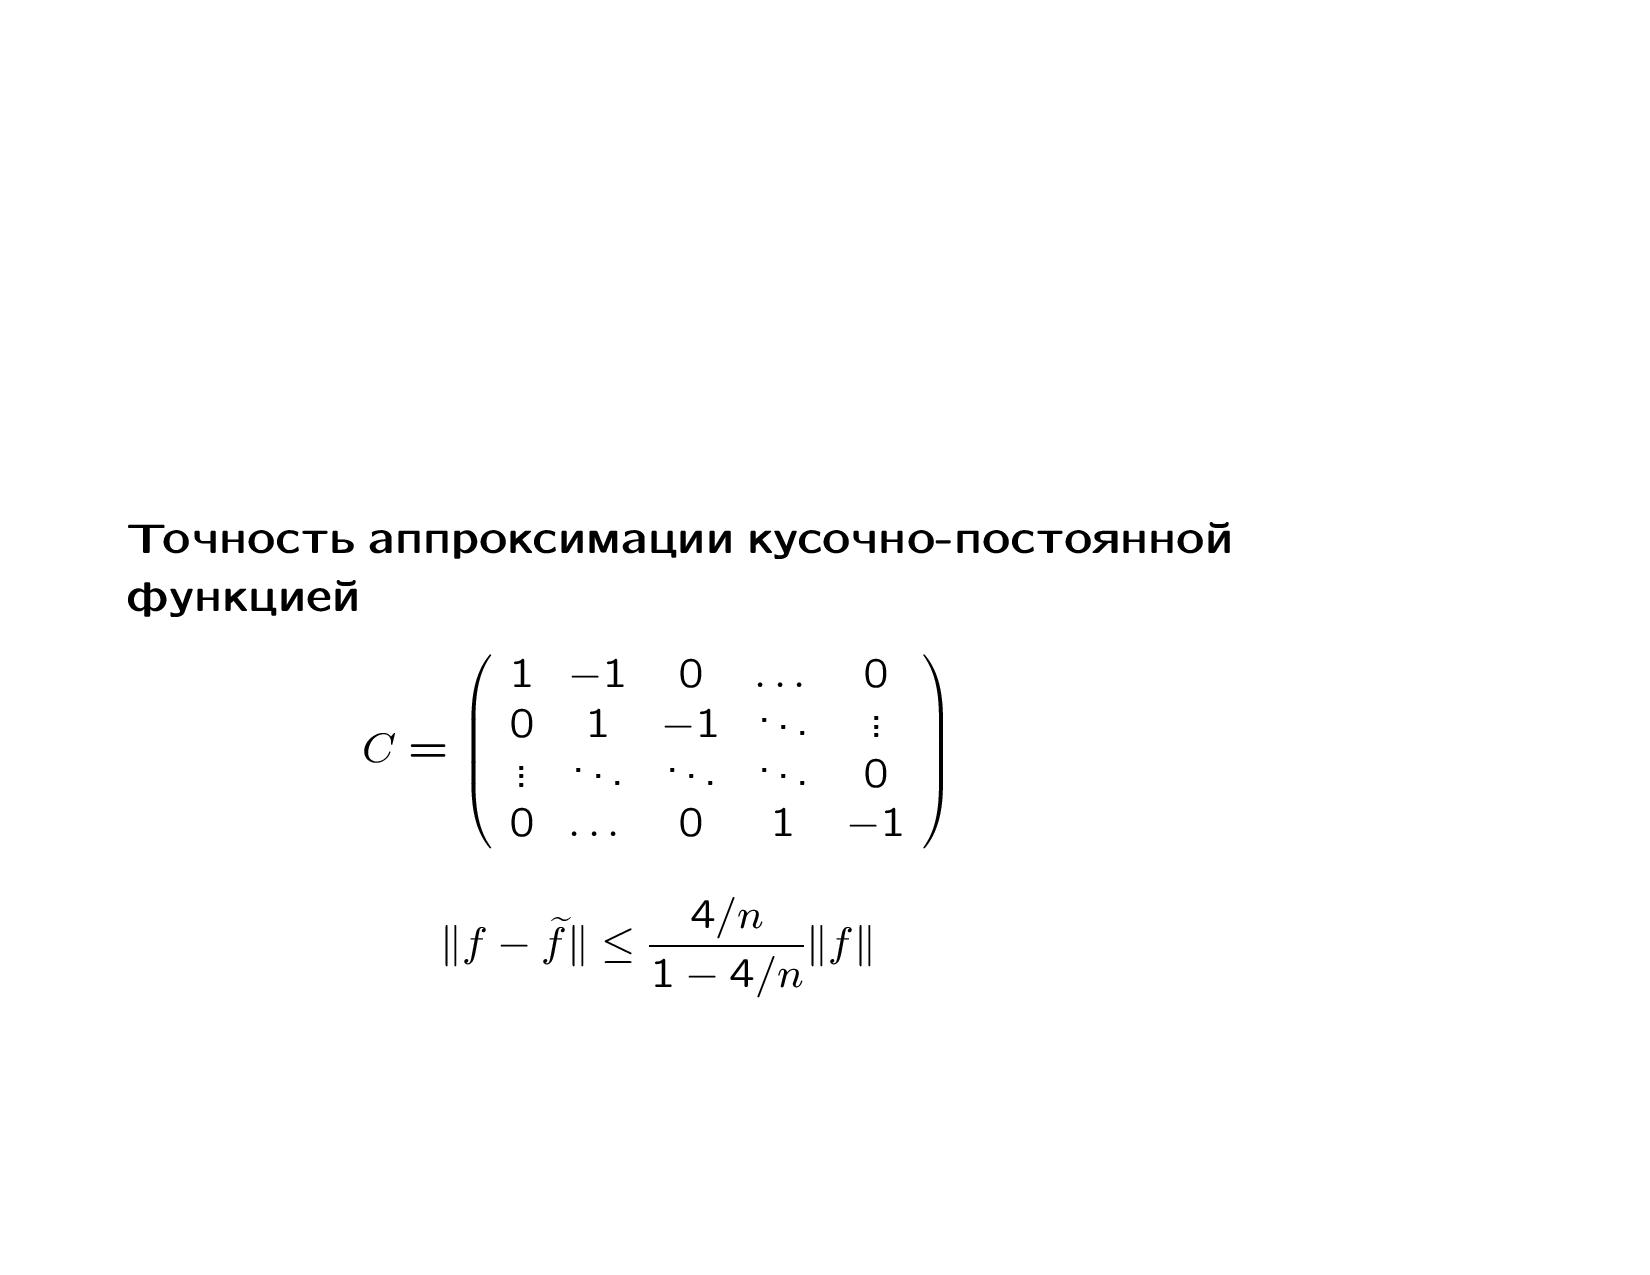 Точность аппроксимации кусочно-постоянной
функцией
C = ( 1 −1 0 … 0
0 1 −1 ⋱ ⋮
⋮ ⋱ ⋱ ⋱ 0
0 … 0 1 −1 )
‖f − f̃‖ ≤ (4/n)/(1 − 4/n) ‖f‖